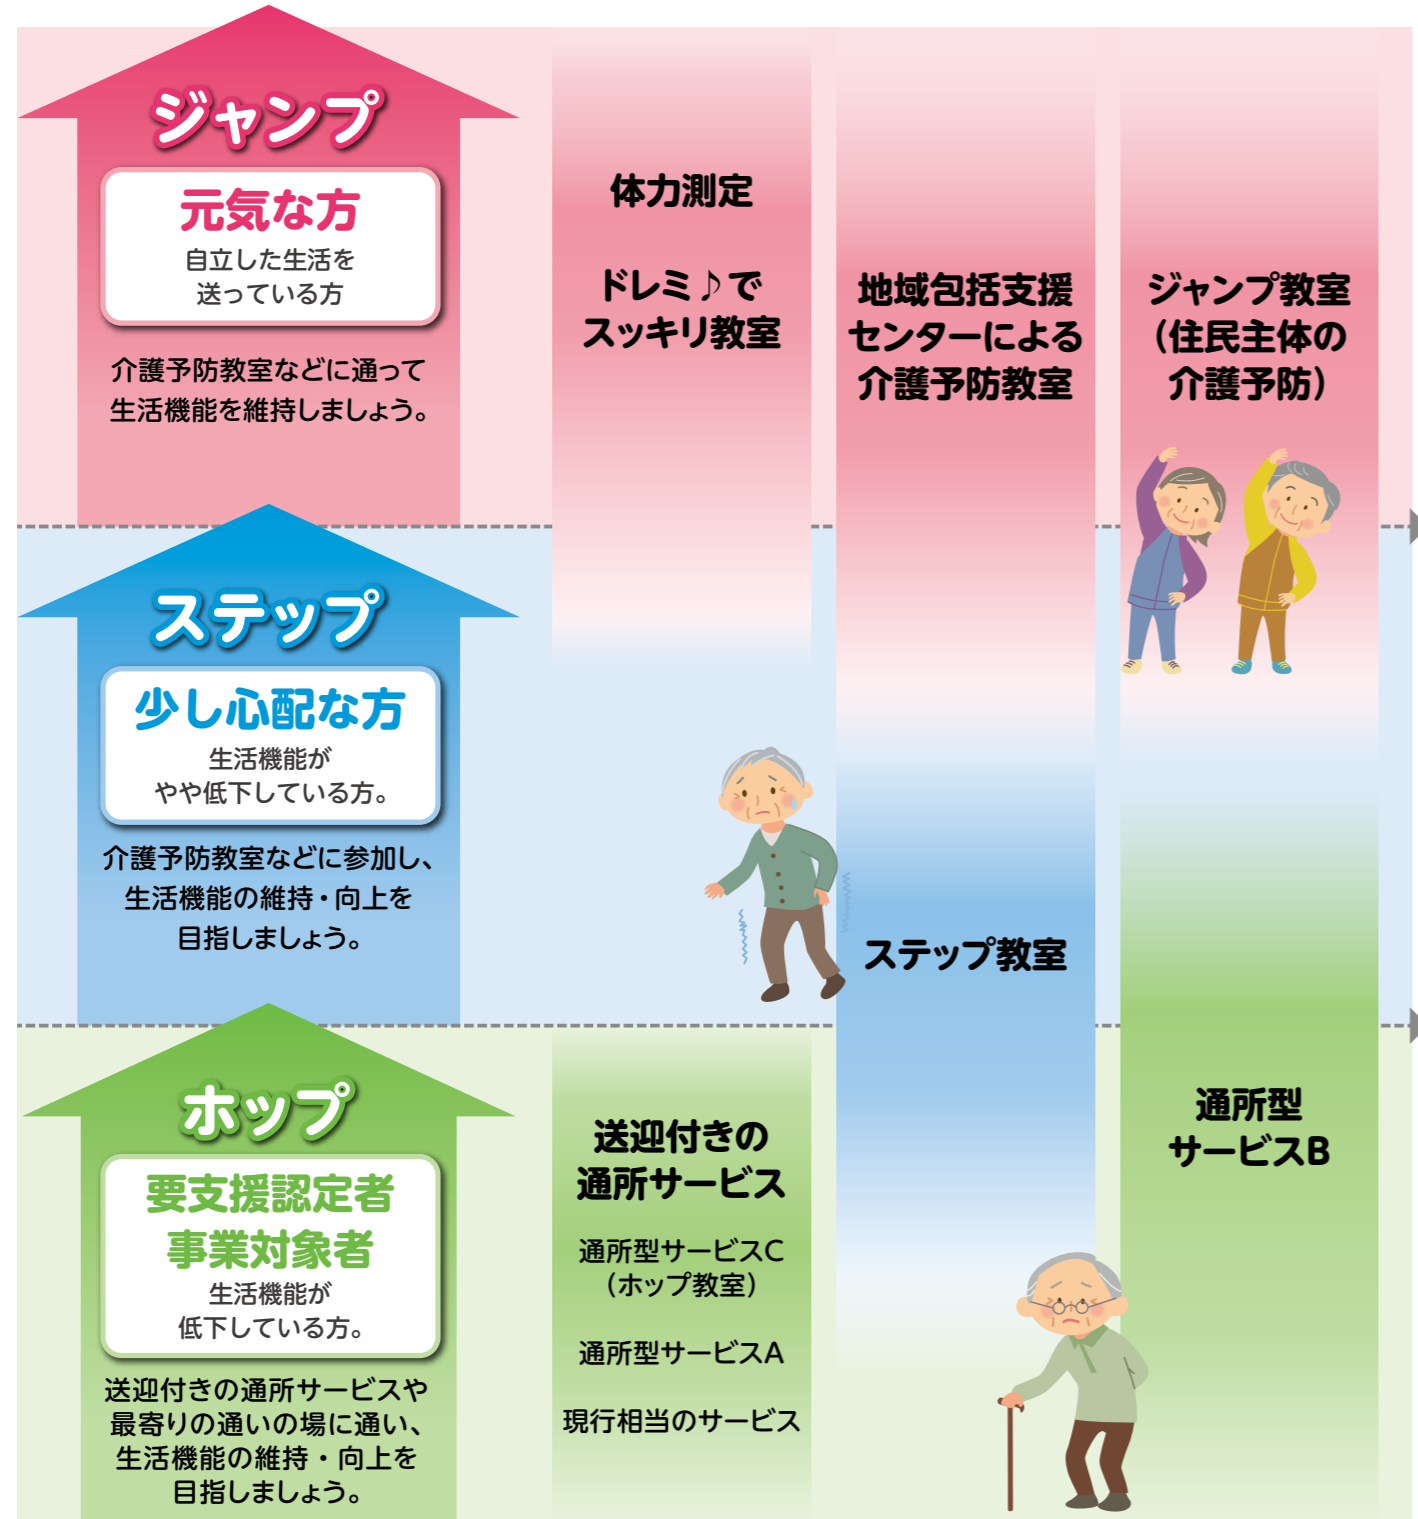 ジャンプ
元気な方
自立した生活を
送っている方
介護予防教室などに通って
生活機能を維持しましょう。
体力測定
ドレミ♪で
スッキリ教室
地域包括支援
センターによる
介護予防教室
ジャンプ教室
（住民主体の
介護予防）
ステップ
少し心配な方
生活機能が
やや低下している方。
介護予防教室などに参加し、
生活機能の維持・向上を
目指しましょう。
ステップ教室
ホップ
要支援認定者
事業対象者
生活機能が
低下している方。
送迎付きの通所サービスや
最寄りの通いの場に通い、
生活機能の維持・向上を
目指しましょう。
送迎付きの
通所サービス
通所型サービスC
（ホップ教室）
通所型サービスA
現行相当のサービス
通所型
サービスB